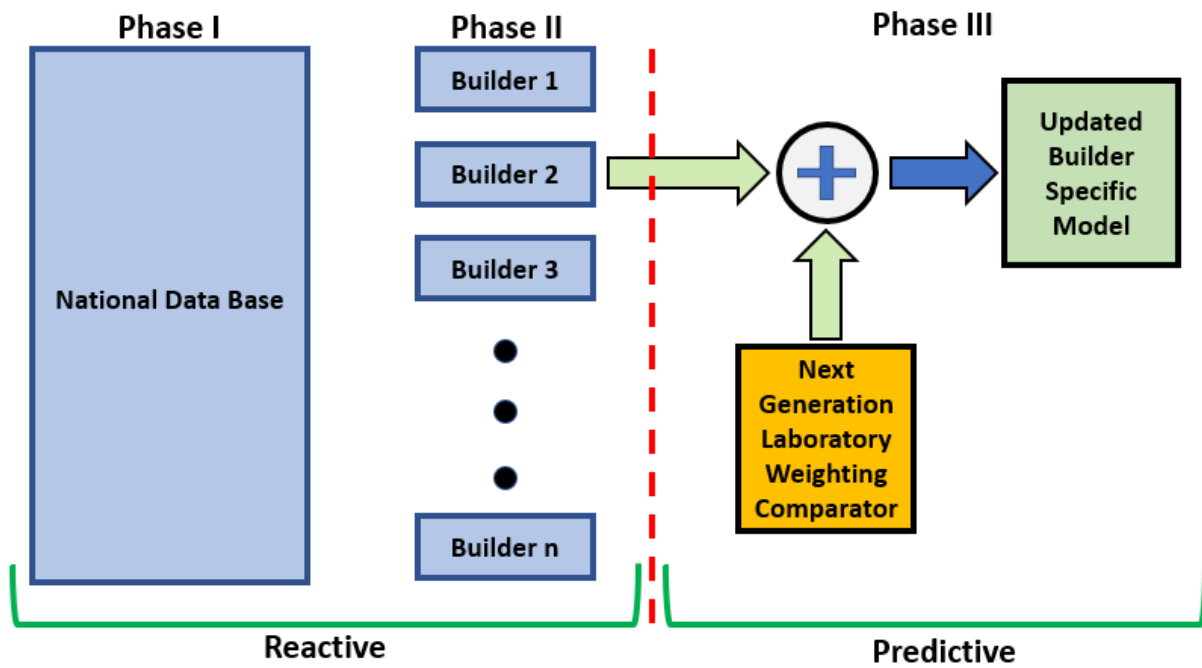 Phase I
Phase II
Phase III
National Data Base
Builder 1
Builder 2
Builder 3
Builder n
Updated
Builder
Specific
Model
Next
Generation
Laboratory
Weighting
Comparator
Reactive
Predictive